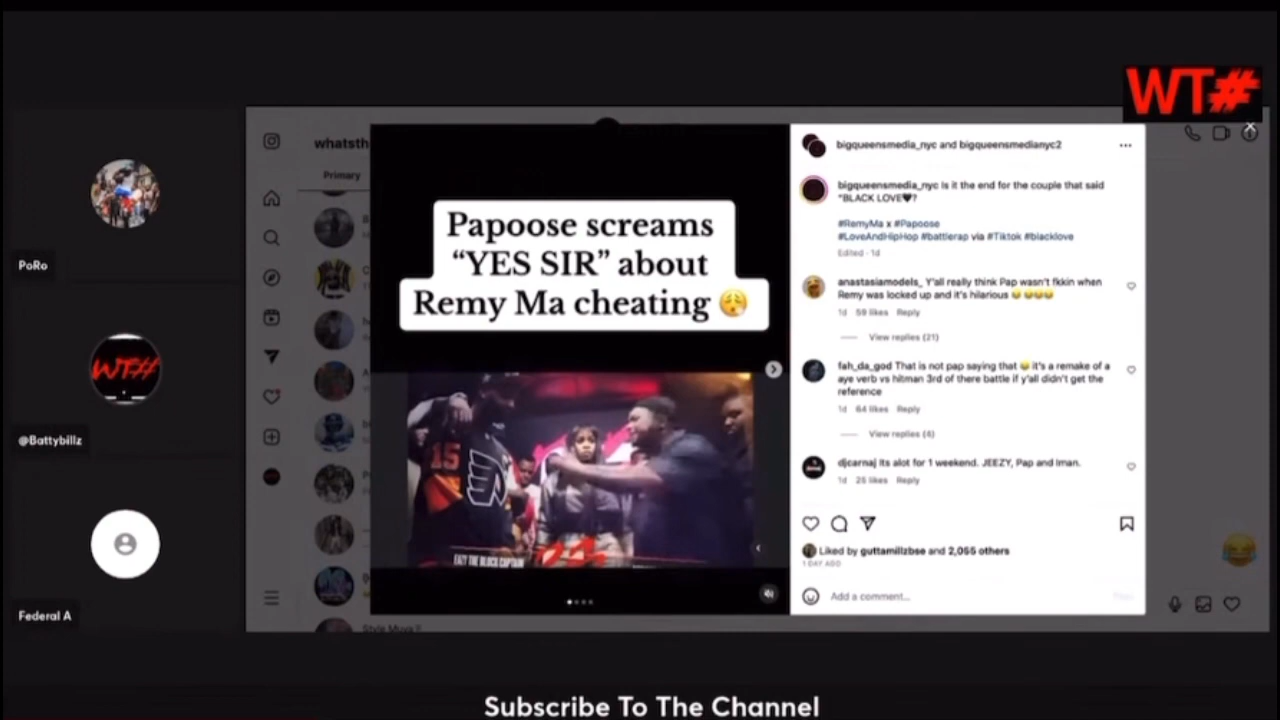 WT#
PoRo
WT#
@Battybillz
Federal A
whatsth
Primary
Style Muva
Papoose screams
“YES SIR” about
Remy Ma cheating 😮‍💨
15
EAZY THE BLOCK CAPTAIN
bigqueensmedia_nyc and bigqueensmedianyc2
bigqueensmedia_nyc Is it the end for the couple that said
"BLACK LOVE🖤?
#RemyMa x #Papoose
#LoveAndHipHop #battlerap via #Tiktok #blacklove
Edited · 1d
anastasiamodels_ Y'all really think Pap wasn't fkkin when
Remy was locked up and it's hilarious 😂 😂😂😂
1d 59 likes Reply
View replies (21)
fah_da_god That is not pap saying that 😂 it's a remake of a
aye verb vs hitman 3rd of there battle if y'all didn't get the
reference
1d 64 likes Reply
View replies (6)
djcarnaj Its alot for 1 weekend. JEEZY, Pap and Iman.
1d 25 likes Reply
Liked by guttamillzbse and 2,055 others
1 DAY AGO
Add a comment...
Subscribe To The Channel